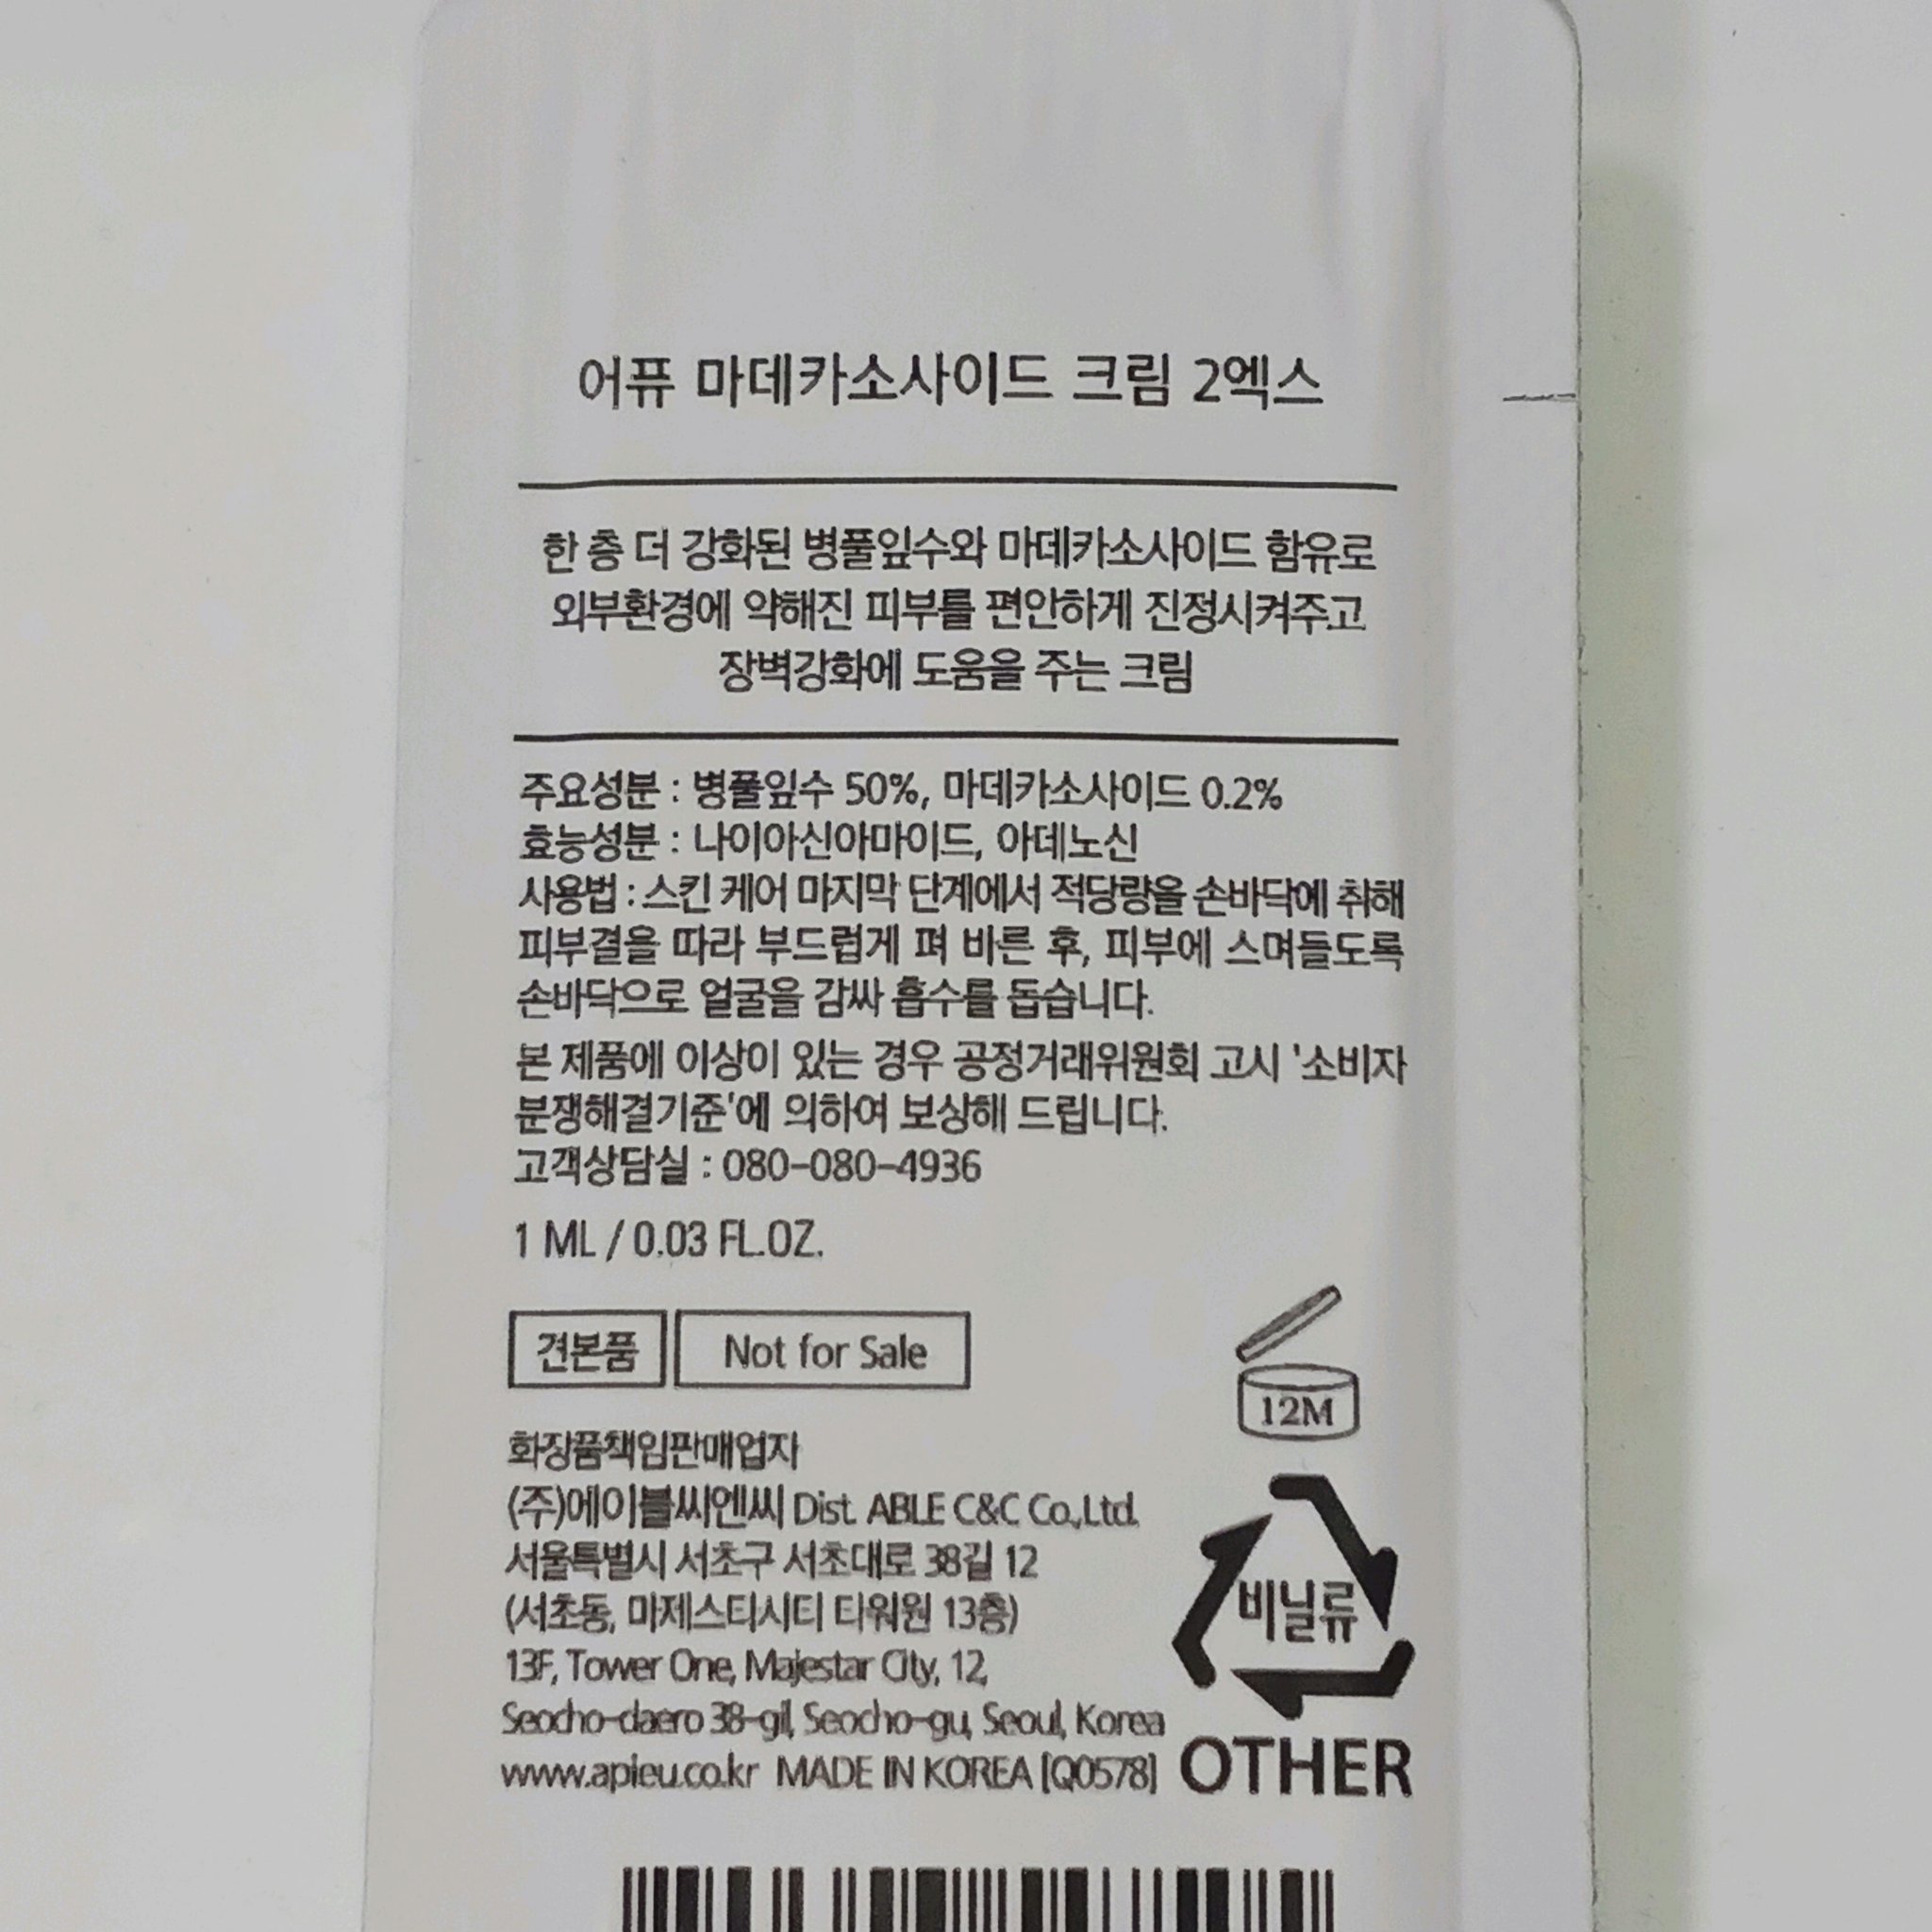 어퓨 마데카소사이드 크림 2엑스
한 층 더 강화된 병풀잎수와 마데카소사이드 함유로
외부환경에 약해진 피부를 편안하게 진정시켜주고
장벽강화에 도움을 주는 크림
주요성분 : 병풀잎수 50%, 마데카소사이드 0.2%
효능성분 : 나이아신아마이드, 아데노신
사용법 : 스킨 케어 마지막 단계에서 적당량을 손바닥에 취해
피부결을 따라 부드럽게 펴 바른 후, 피부에 스며들도록
손바닥으로 얼굴을 감싸 흡수를 돕습니다.
본 제품에 이상이 있는 경우 공정거래위원회 고시 '소비자
분쟁해결기준'에 의하여 보상해 드립니다.
고객상담실 : 080-080-4936
1 ML / 0.03 FL.OZ.
견본품 Not for Sale
12M
화장품책임판매업자
(주)에이블씨엔씨 Dist. ABLE C&C Co.,Ltd.
서울특별시 서초구 서초대로 38길 12
(서초동, 마제스타시티 타워원 13층)
13F, Tower One, Majestar City, 12,
Seocho-daero 38-gil, Seocho-gu, Seoul, Korea
www.apieu.co.kr MADE IN KOREA [Q0578]
비닐류
OTHER